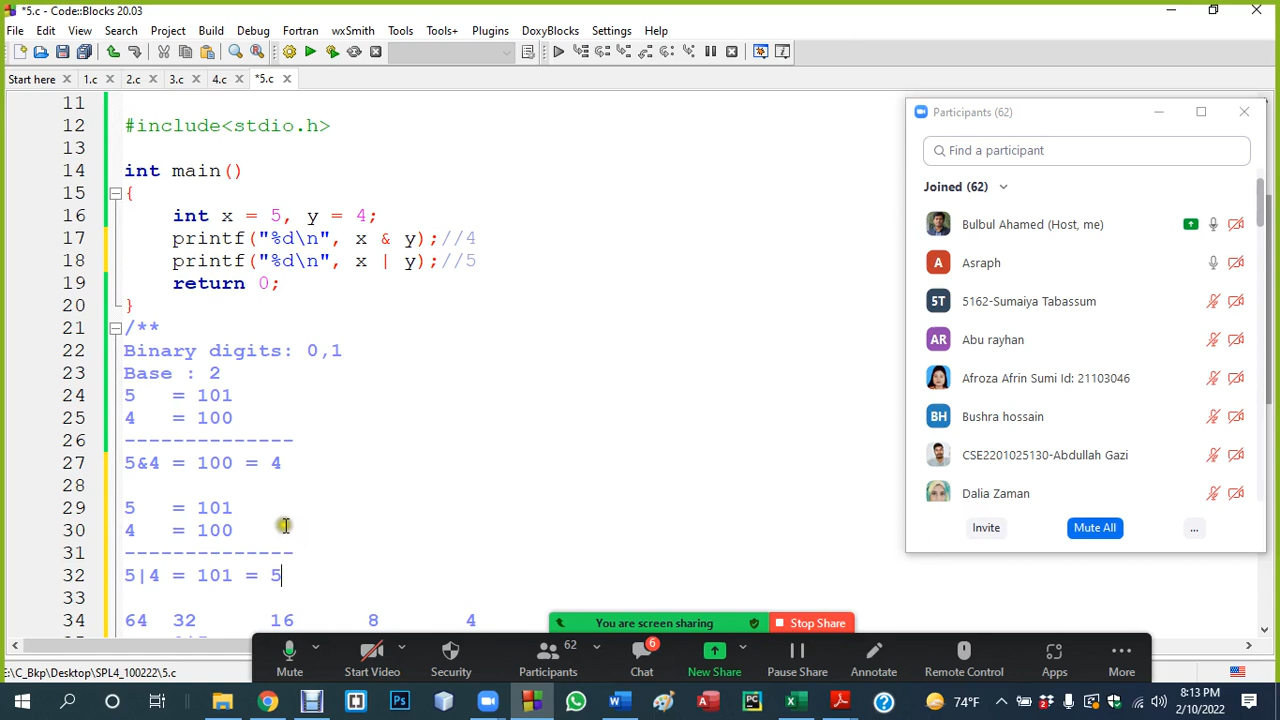 *5.c - Code::Blocks 20.03
File Edit View Search Project Build Debug Fortran wxSmith Tools Tools+ Plugins DoxyBlocks Settings Help
Start here 1.c 2.c 3.c 4.c *5.c
11
12 #include<stdio.h>
13
14 int main()
15 {
16 int x = 5, y = 4;
17 printf("%d\n", x & y);//4
18 printf("%d\n", x | y);//5
19 return 0;
20 }
21 /**
22 Binary digits: 0,1
23 Base : 2
24 5 = 101
25 4 = 100
26 --------------
27 5&4 = 100 = 4
28
29 5 = 101
30 4 = 100
31 --------------
32 5|4 = 101 = 5
33
34 64 32 16 8 4
Participants (62)
Find a participant
Joined (62)
Bulbul Ahamed (Host, me)
A Asraph
5T 5162-Sumaiya Tabassum
AR Abu rayhan
Afroza Afrin Sumi Id: 21103046
BH Bushra hossain
CSE2201025130-Abdullah Gazi
Dalia Zaman
Invite Mute All ...
You are screen sharing Stop Share
Mute Start Video Security 62 Participants 6 Chat New Share Pause Share Annotate Remote Control More
E:\C_Bkp\Desktop\SPL4_100222\5.c
74°F
8:13 PM
2/10/2022